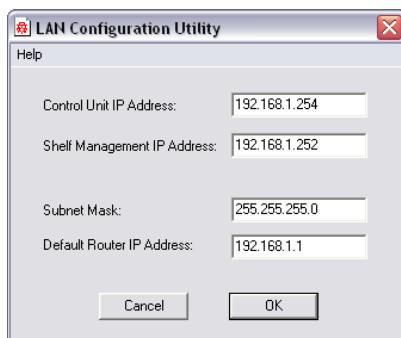 LAN Configuration Utility
Help
Control Unit IP Address: 192.168.1.254
Shelf Management IP Address: 192.168.1.252
Subnet Mask: 255.255.255.0
Default Router IP Address: 192.168.1.1
Cancel OK